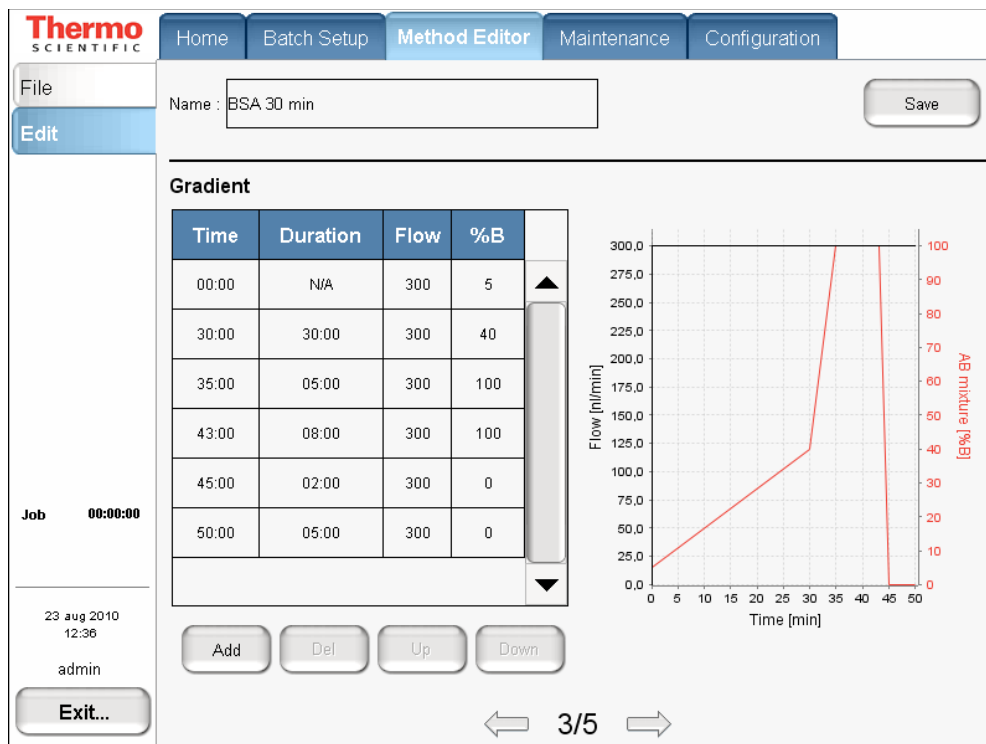 Thermo
SCIENTIFIC
Home
Batch Setup
Method Editor
Maintenance
Configuration
File
Edit
Name : BSA 30 min
Save
Gradient
Time Duration Flow %B
00:00 N/A 300 5
30:00 30:00 300 40
35:00 05:00 300 100
43:00 08:00 300 100
45:00 02:00 300 0
50:00 05:00 300 0
Add
Del
Up
Down
300,0
275,0
250,0
225,0
200,0
175,0
150,0
125,0
100,0
75,0
50,0
25,0
0,0
Flow [nl/min]
0 5 10 15 20 25 30 35 40 45 50
Time [min]
100
90
80
70
60
50
40
30
20
10
0
AB mixture [%B]
Job 00:00:00
23 aug 2010
12:36
admin
Exit...
3/5